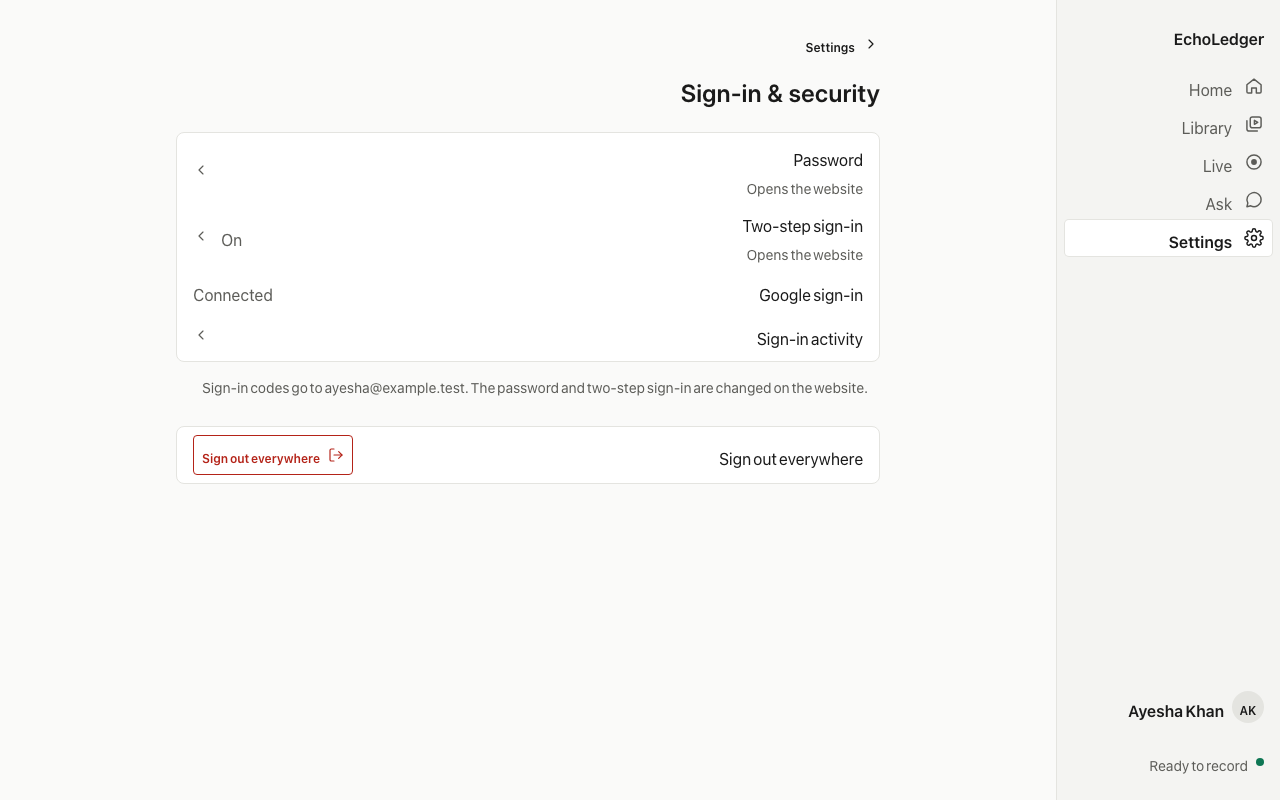 EchoLedger
Home
Library
Live
Ask
Settings
Ayesha Khan
AK
Ready to record
Settings
Sign-in & security
Password
Opens the website
Two-step sign-in
On
Opens the website
Google sign-in
Connected
Sign-in activity
Sign-in codes go to ayesha@example.test. The password and two-step sign-in are changed on the website.
Sign out everywhere
Sign out everywhere